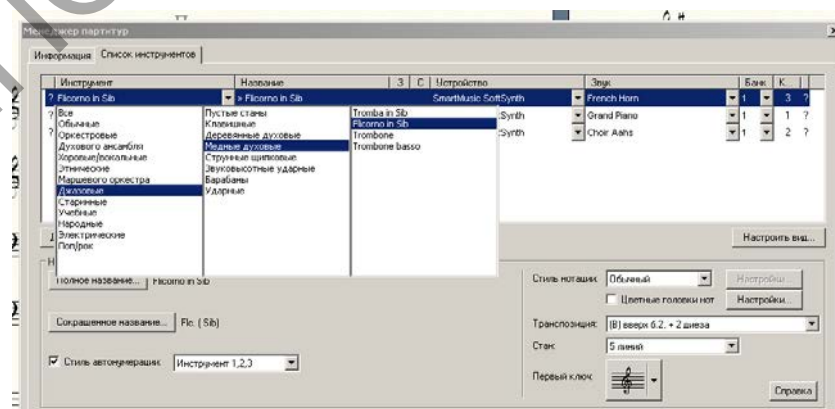 Менеджер партитур
Информация Список инструментов
Инструмент Название З С Устройство Звук Банк К.
? Flicorno in Sib » Flicorno in Sib SmartMusic SoftSynth French Horn 1 3 ?
Synth Grand Piano 1 1 ?
Synth Choir Aahs 1 2 ?
Все Пустые станы Tromba in Sib
Обычные Клавишные Flicorno in Sib
Оркестровые Деревянные духовые Trombone
Духового ансамбля Медные духовые Trombone basso
Хоровые/вокальные Струнные щипковые
Этнические Звуковысотные ударные
Маршевого оркестра Барабаны
Джазовые Ударные
Старинные
Учебные
Народные
Электрические
Поп/рок
Настроить вид...
Полное название... Flicorno in Sib
Стиль нотации: Обычный Настройки...
Цветные головки нот Настройки...
Сокращенное название... Flc. ( Sib)
Транспозиция: (B) вверх б.2, + 2 диеза
Стан: 5 линий
Стиль автонумерации: Инструмент 1,2,3
Первый ключ:
Справка